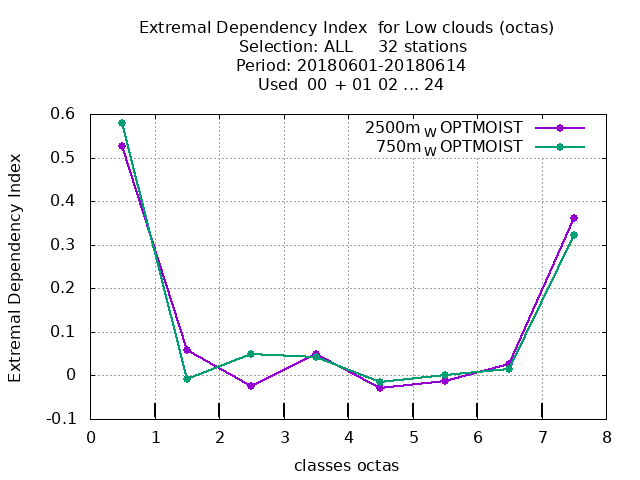 Extremal Dependency Index  for Low clouds (octas)
Selection: ALL     32 stations
Period: 20180601-20180614
Used  00  + 01 02 ... 24
2500m W OPTMOIST
750m W OPTMOIST
Extremal Dependency Index
0.6
0.5
0.4
0.3
0.2
0.1
0
-0.1
0 1 2 3 4 5 6 7 8
classes octas